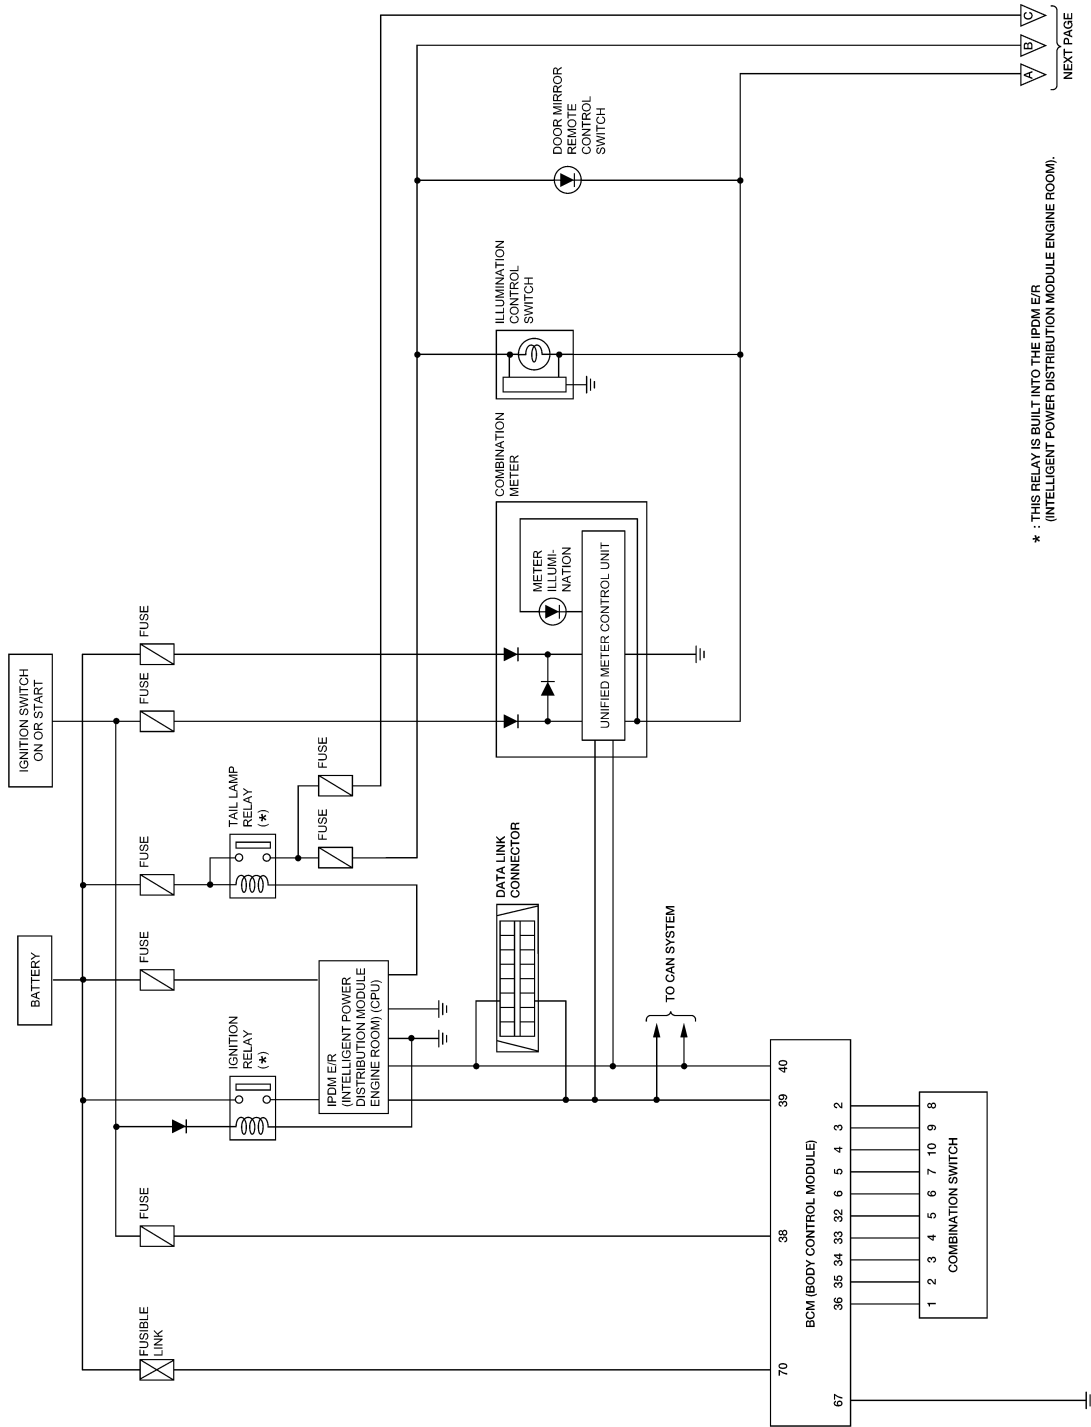 IGNITION SWITCH
ON OR START
BATTERY
FUSE
FUSE
FUSE
FUSE
FUSE
FUSIBLE
LINK
TAIL LAMP
RELAY
(*)
FUSE
FUSE
IGNITION
RELAY
(*)
IPDM E/R
(INTELLIGENT POWER
DISTRIBUTION MODULE
ENGINE ROOM) (CPU)
DATA LINK
CONNECTOR
COMBINATION
METER
METER
ILLUMI-
NATION
UNIFIED METER CONTROL UNIT
ILLUMINATION
CONTROL
SWITCH
DOOR MIRROR
REMOTE
CONTROL
SWITCH
TO CAN SYSTEM
C
B
A
NEXT PAGE
70 38 39 40
BCM (BODY CONTROL MODULE)
67 36 35 34 33 32 6 5 4 3 2
1 2 3 4 5 6 7 10 9 8
COMBINATION SWITCH
* : THIS RELAY IS BUILT INTO THE IPDM E/R
(INTELLIGENT POWER DISTRIBUTION MODULE ENGINE ROOM).